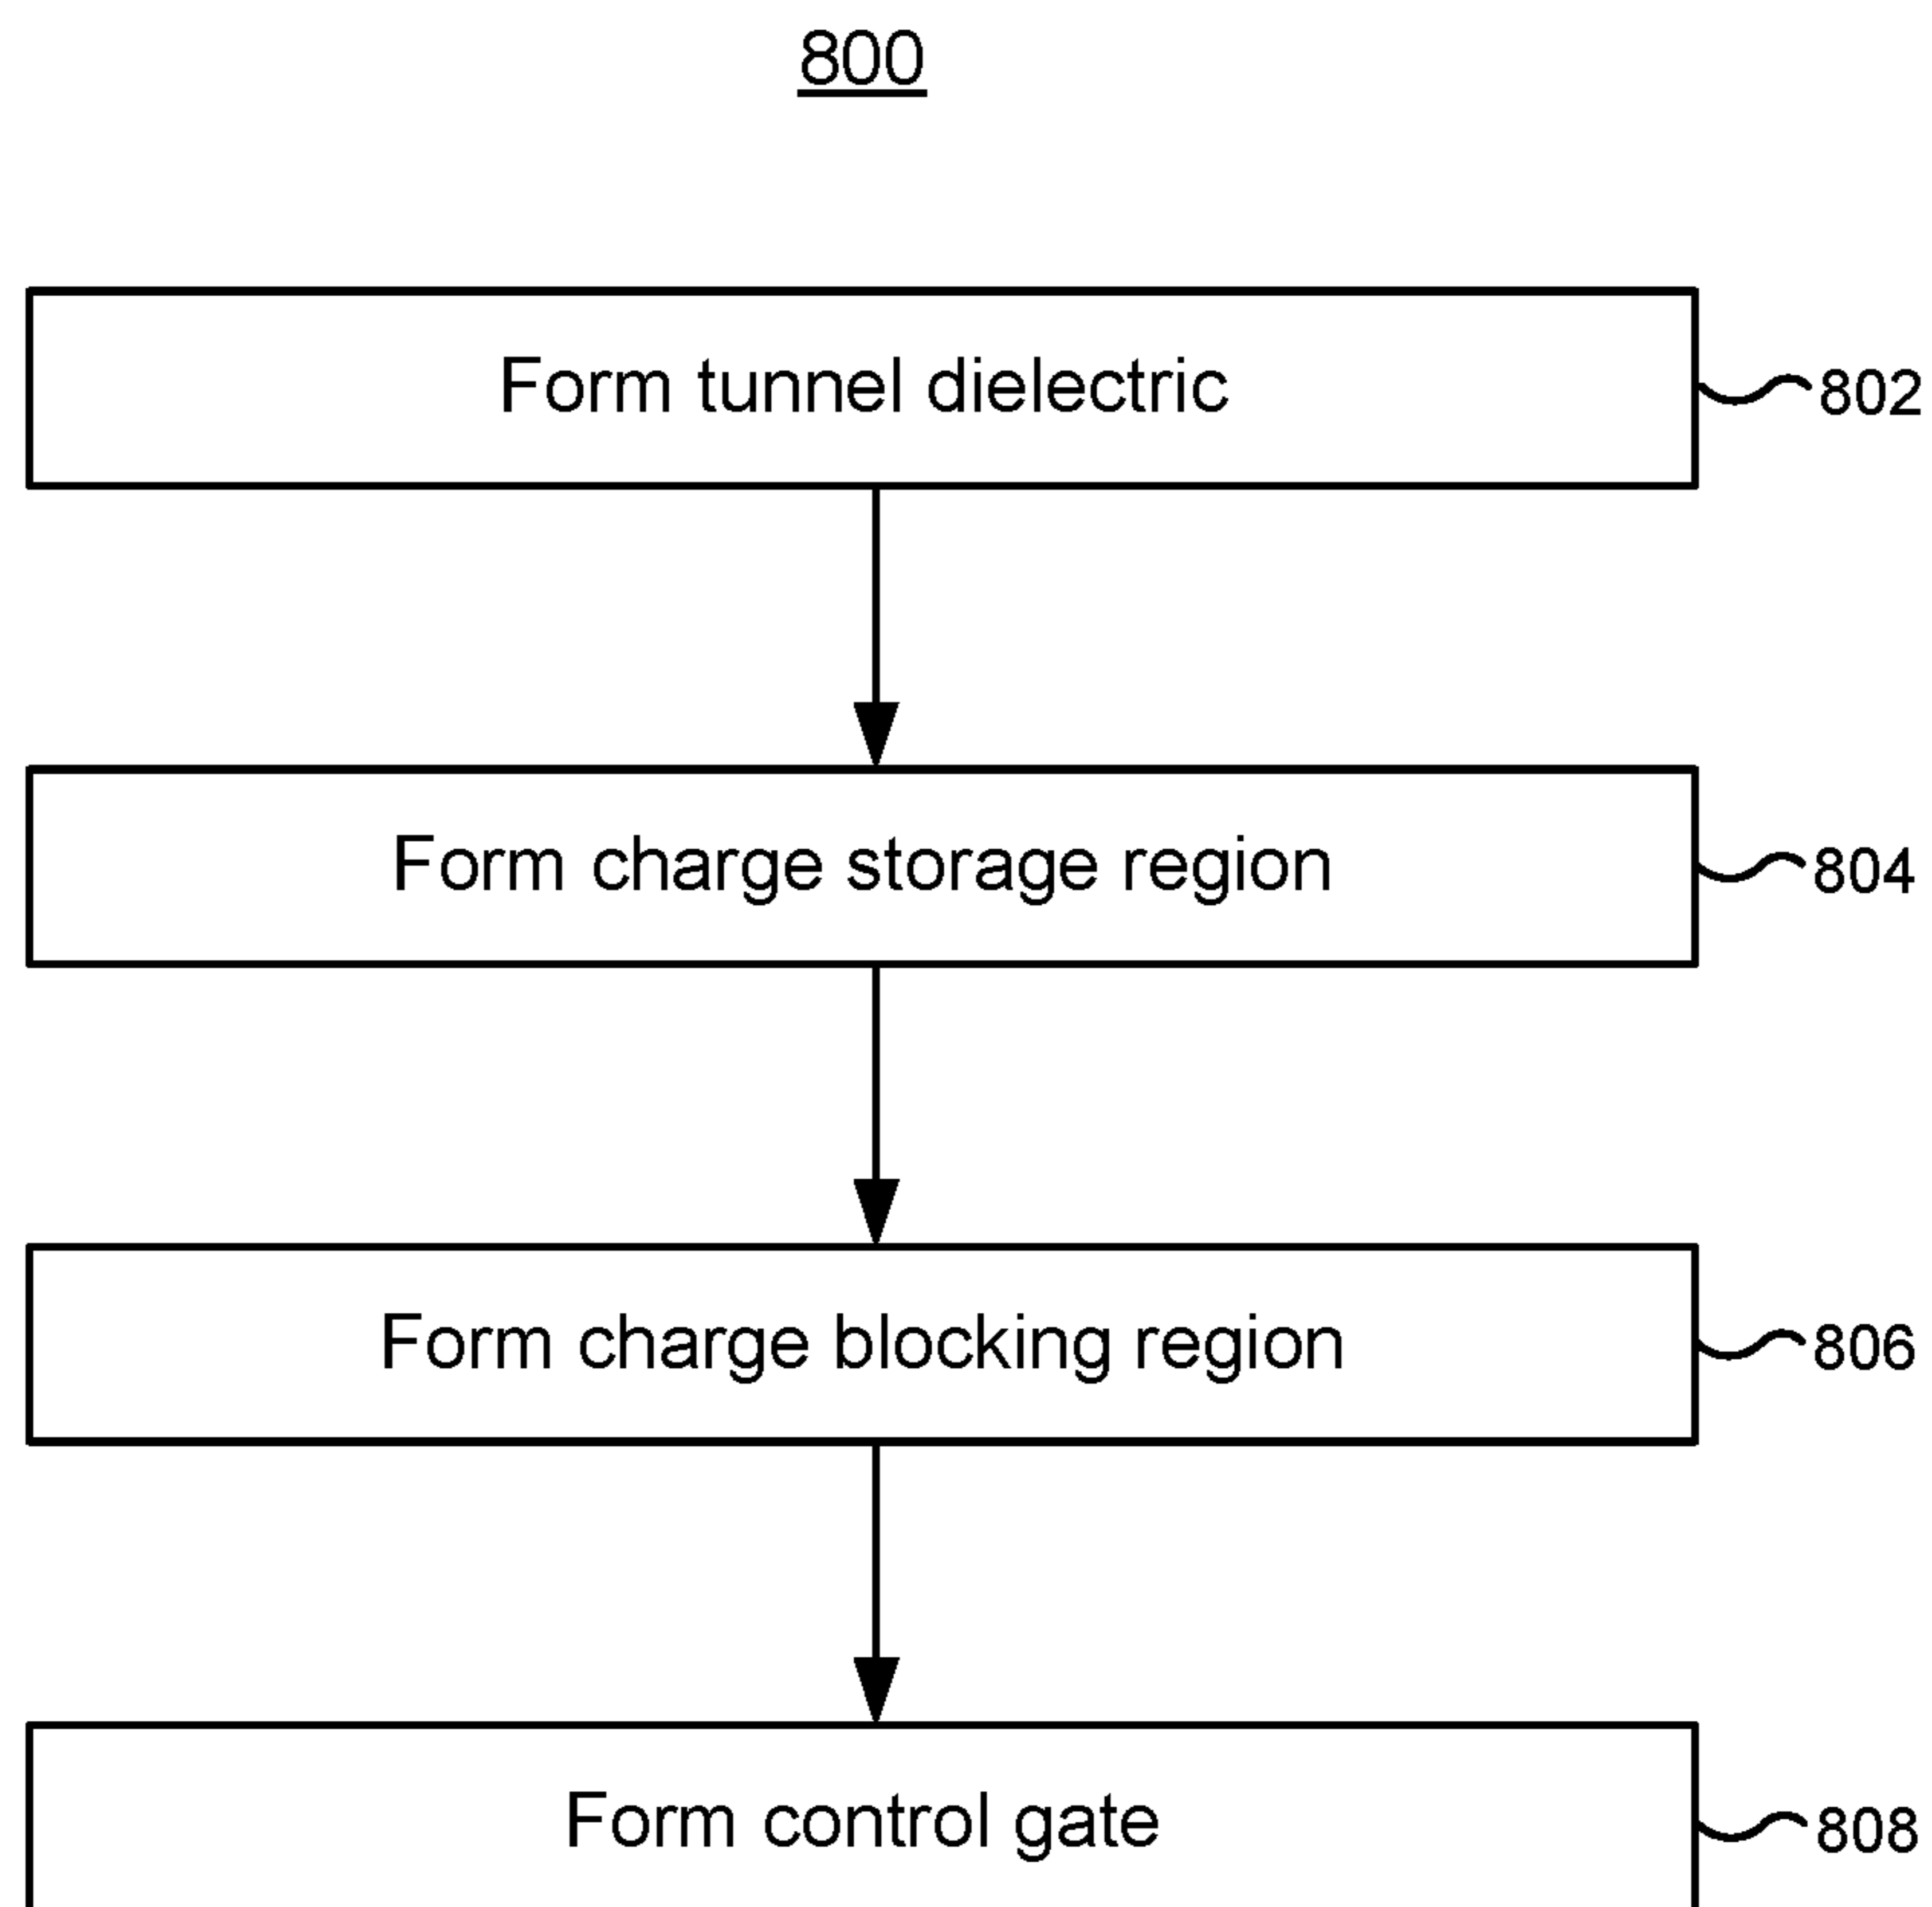 800
Form tunnel dielectric
802
Form charge storage region
804
Form charge blocking region
806
Form control gate
808